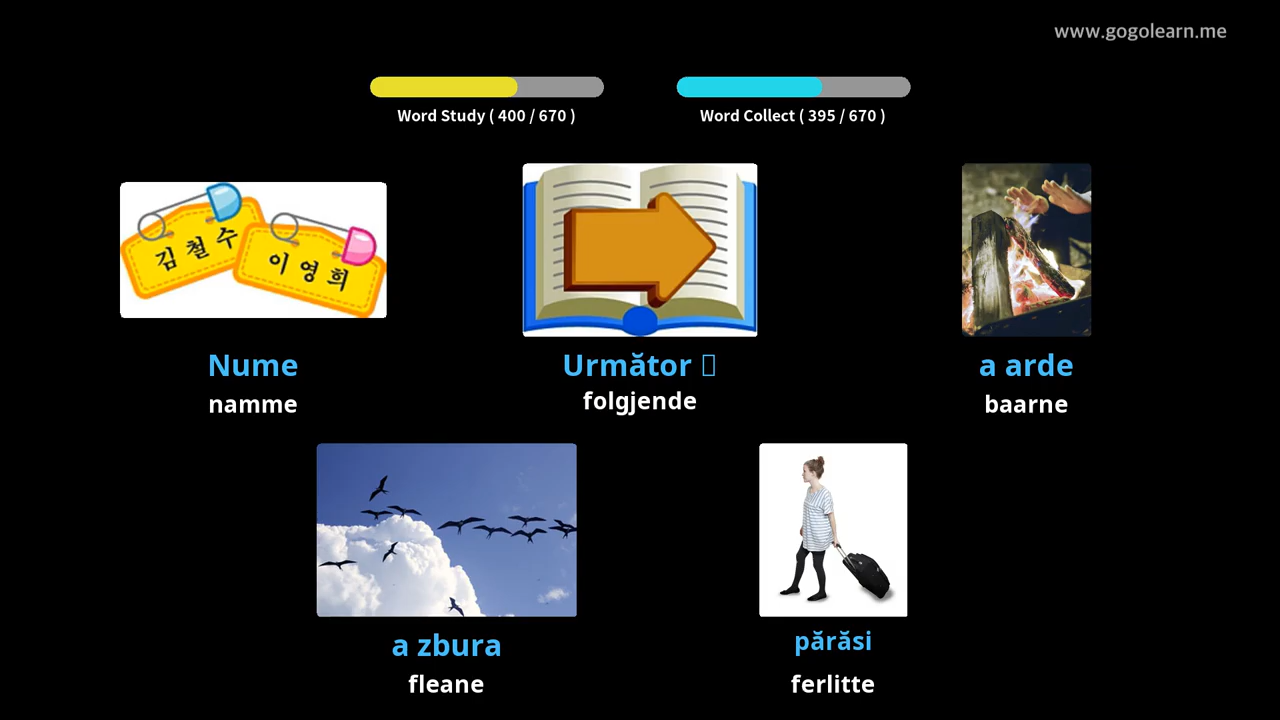 www.gogolearn.me
Word Study ( 400 / 670 )
Word Collect ( 395 / 670 )
김철수
이영희
Nume
namme
Următor
folgjende
a arde
baarne
a zbura
fleane
părăsi
ferlitte